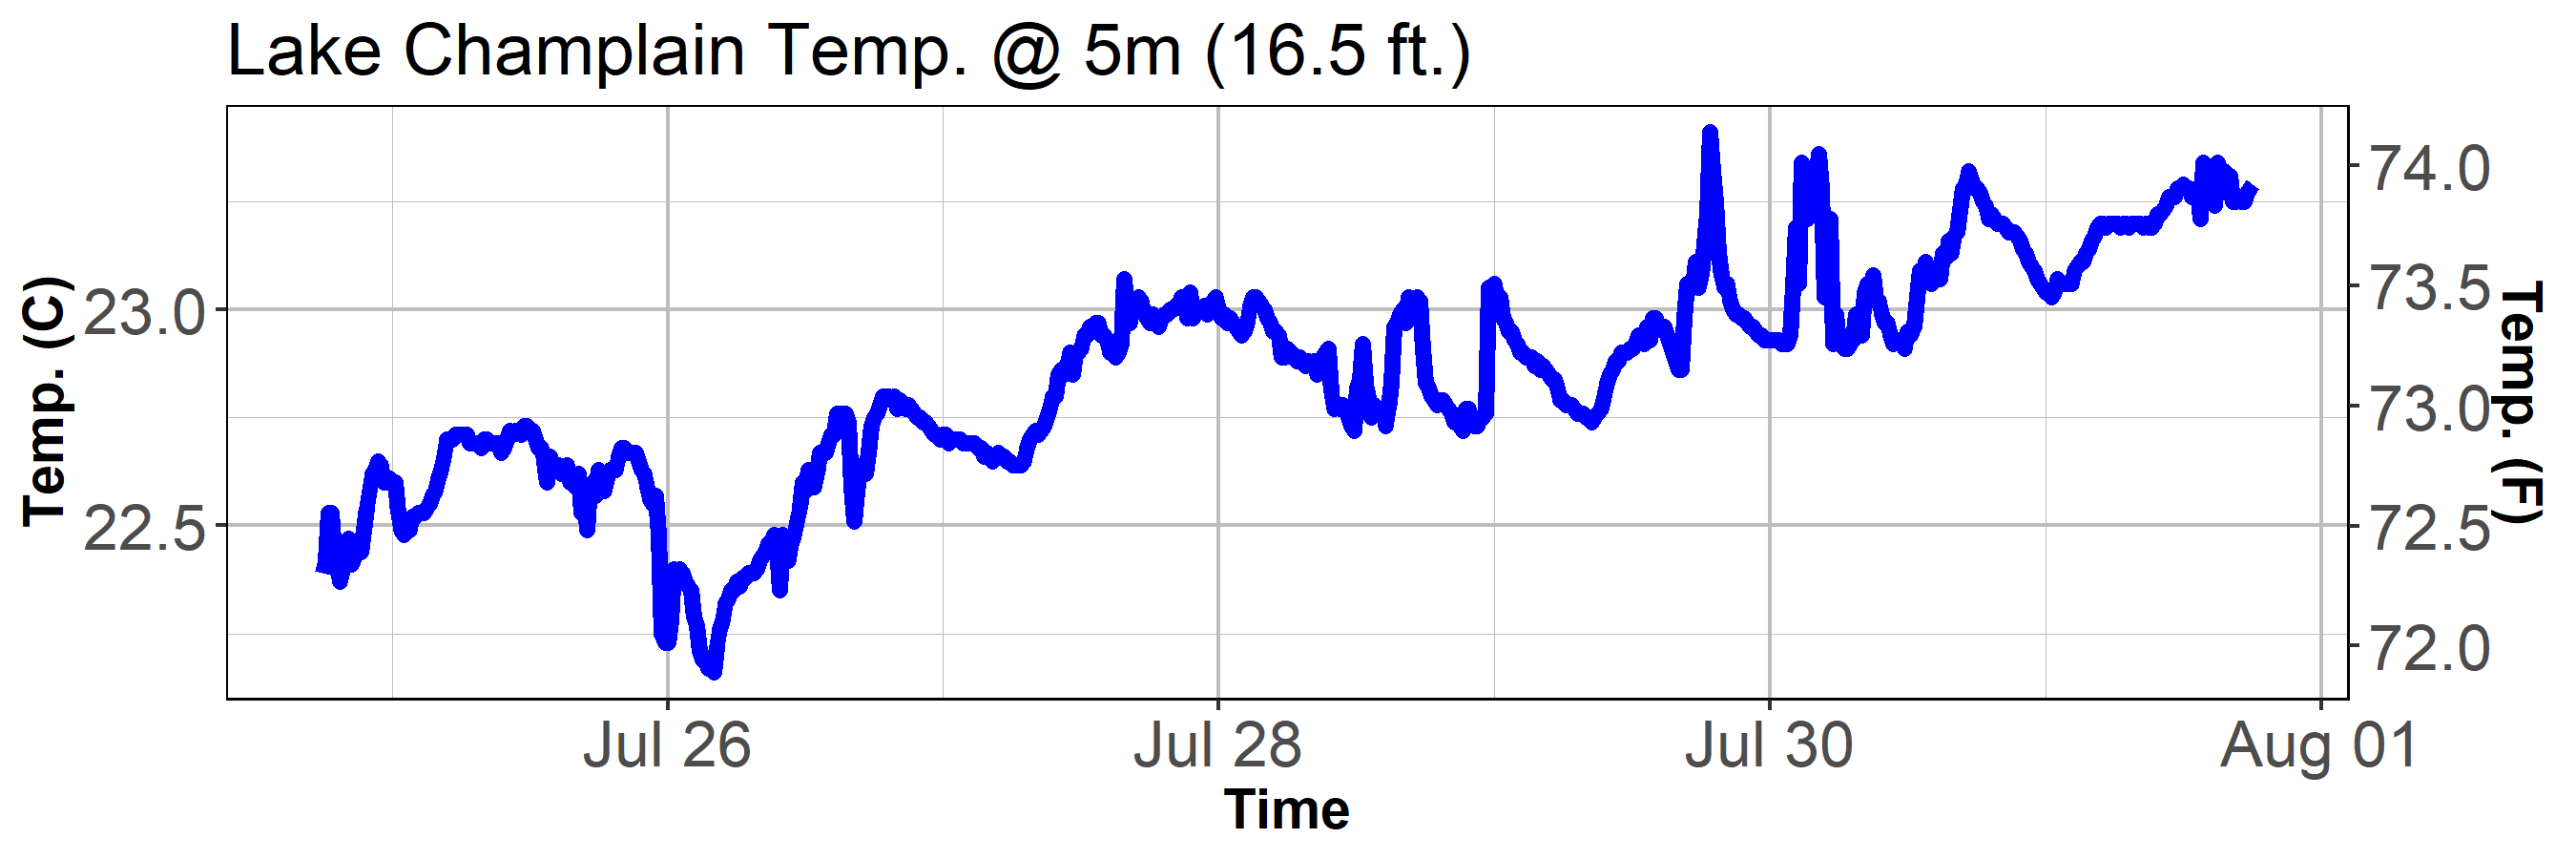 Lake Champlain Temp. @ 5m (16.5 ft.)
Temp. (C)
23.0
22.5
74.0
73.5
73.0
72.5
72.0
Temp. (F)
Jul 26
Jul 28
Jul 30
Aug 01
Time